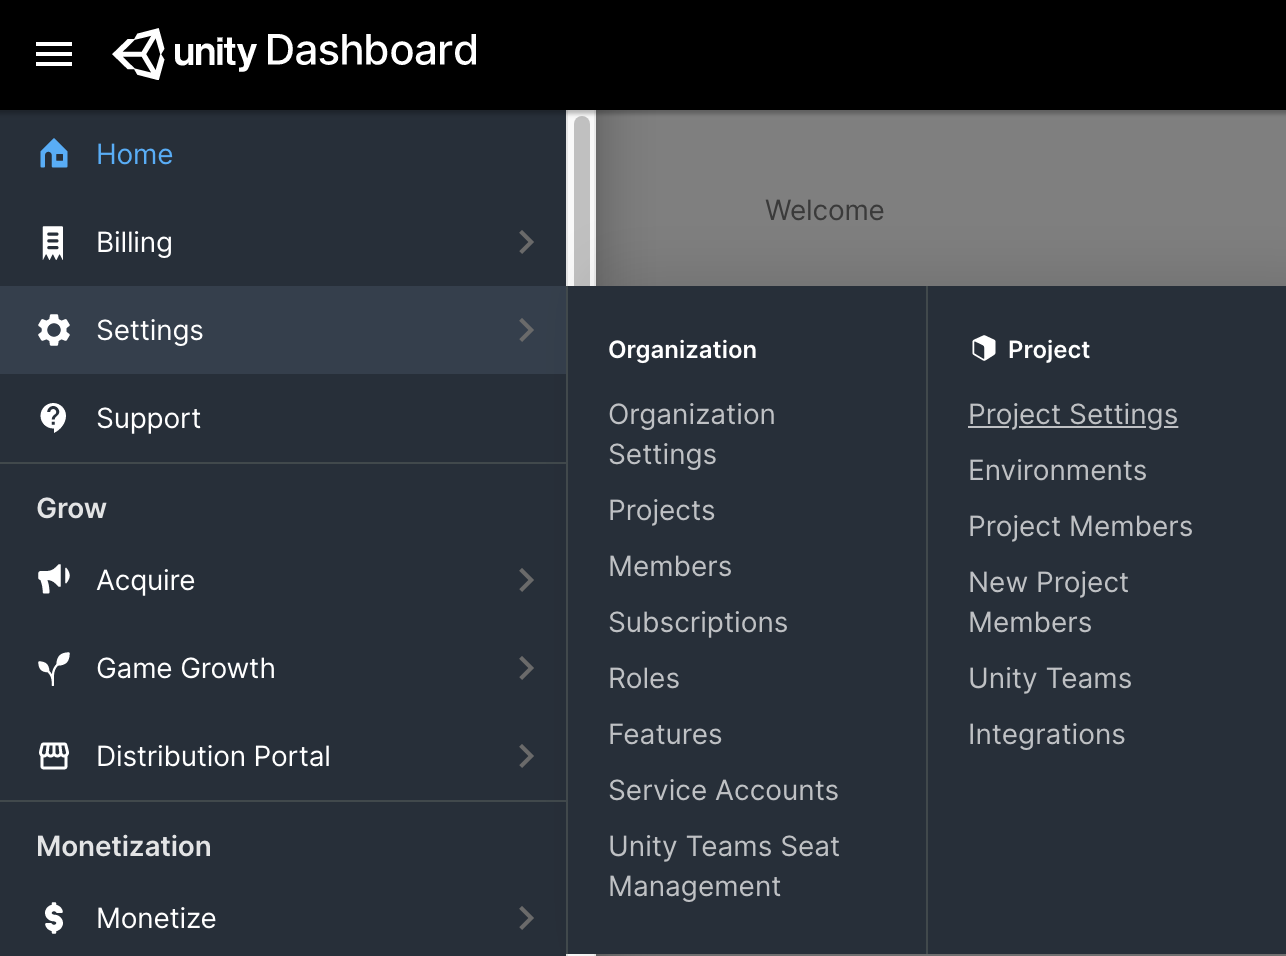 unity Dashboard
Home
Billing
Settings
Support
Grow
Acquire
Game Growth
Distribution Portal
Monetization
Monetize
Welcome
Organization
Organization
Settings
Projects
Members
Subscriptions
Roles
Features
Service Accounts
Unity Teams Seat
Management
Project
Project Settings
Environments
Project Members
New Project
Members
Unity Teams
Integrations